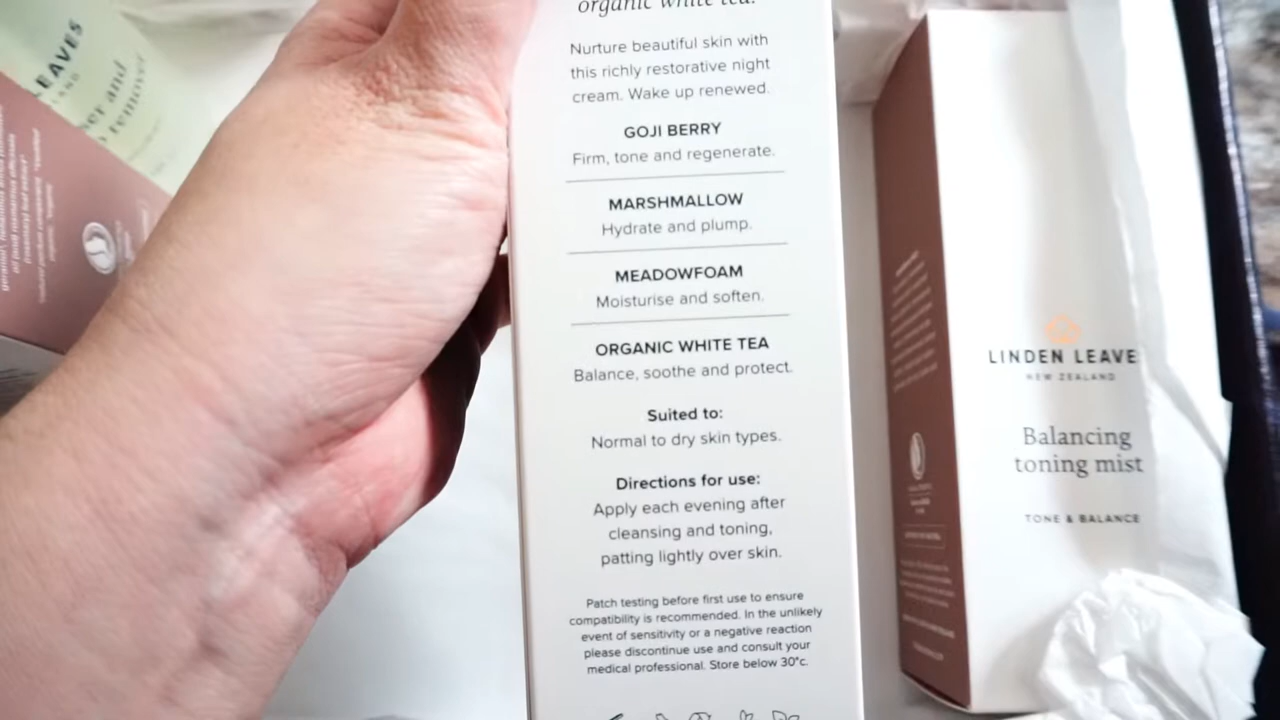 LEAVES
organic white tea.
Nurture beautiful skin with
this richly restorative night
cream. Wake up renewed.
GOJI BERRY
Firm, tone and regenerate.
MARSHMALLOW
Hydrate and plump.
MEADOWFOAM
Moisturise and soften.
ORGANIC WHITE TEA
Balance, soothe and protect.
Suited to:
Normal to dry skin types.
Directions for use:
Apply each evening after
cleansing and toning,
patting lightly over skin.
Patch testing before first use to ensure
compatibility is recommended. In the unlikely
event of sensitivity or a negative reaction
please discontinue use and consult your
medical professional. Store below 30°c.
LINDEN LEAVE
NEW ZEALAND
Balancing
toning mist
TONE & BALANCE